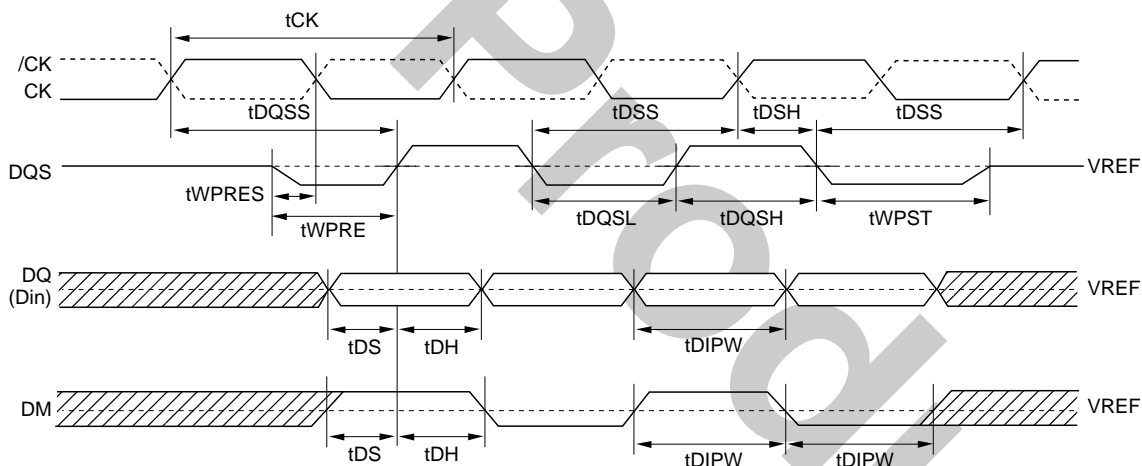 tCK
/CK
CK
tDQSS
tDSS
tDSH
tDSS
DQS
VREF
tWPRES
tDQSL
tDQSH
tWPST
tWPRE
DQ
(Din)
VREF
tDS
tDH
tDIPW
DM
VREF
tDS
tDH
tDIPW
tDIPW
Prod